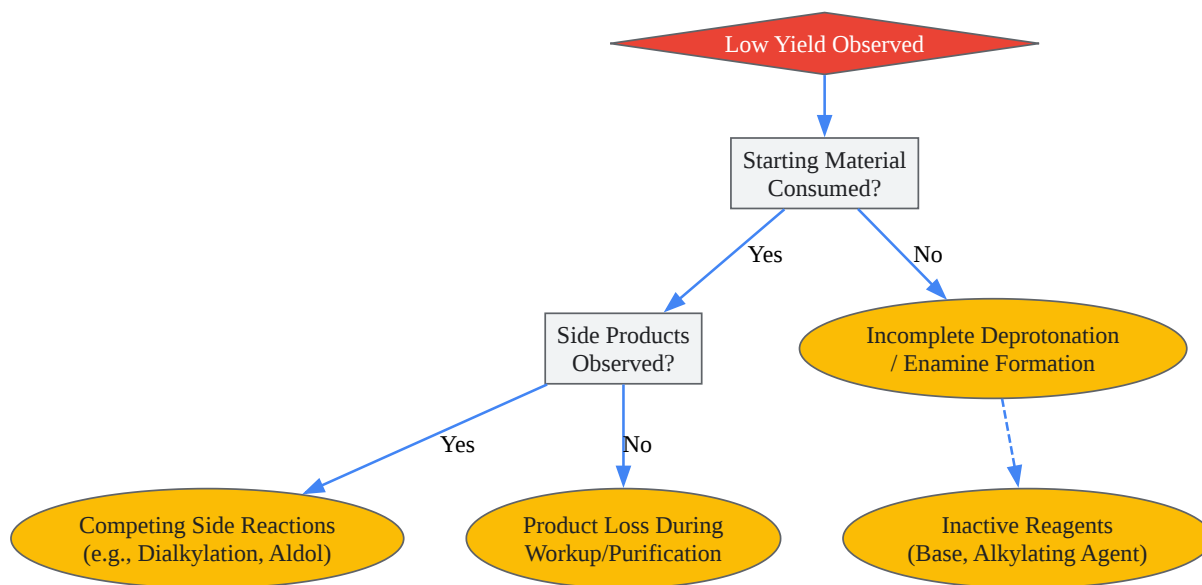 Low Yield Observed
Starting Material
Consumed?
Yes
No
Side Products
Observed?
Incomplete Deprotonation
/ Enamine Formation
Yes
No
Competing Side Reactions
(e.g., Dialkylation, Aldol)
Product Loss During
Workup/Purification
Inactive Reagents
(Base, Alkylating Agent)